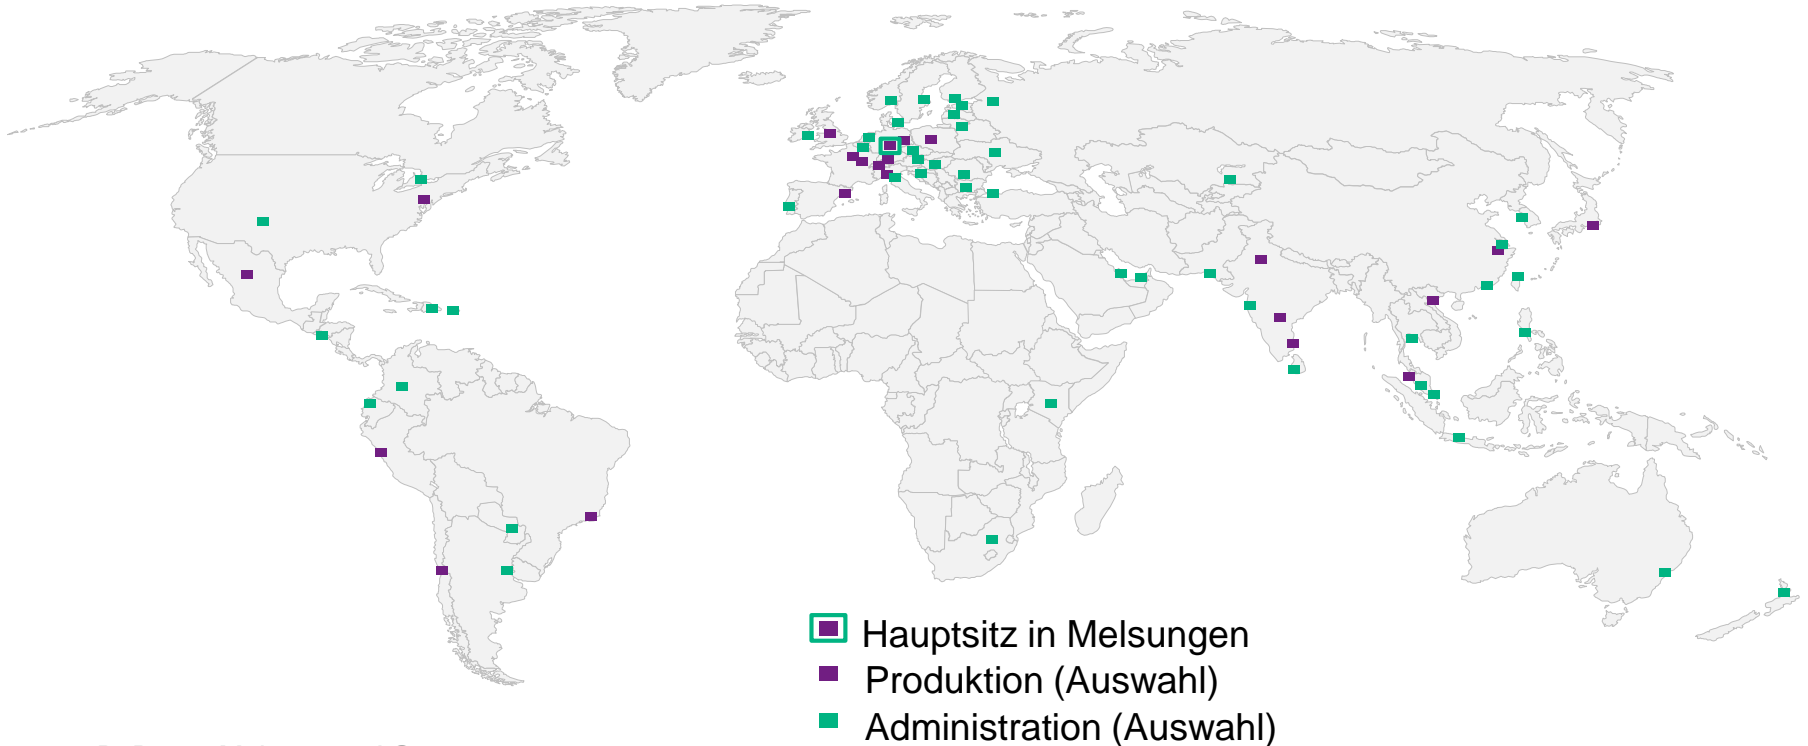 Hauptsitz in Melsungen
Produktion (Auswahl)
Administration (Auswahl)